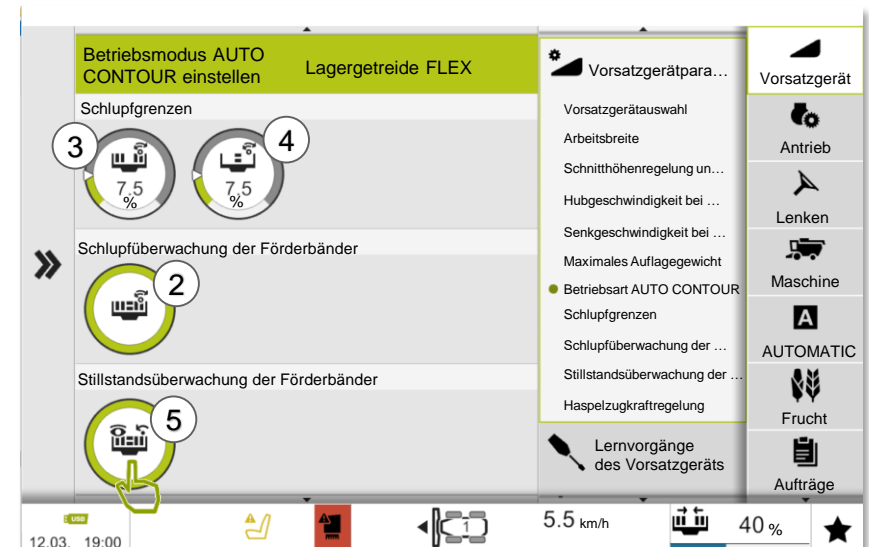 Betriebsmodus AUTO
CONTOUR einstellen
Lagergetreide FLEX
Schlupfgrenzen
3
7,5
%
4
7,5
%
Schlupfüberwachung der Förderbänder
2
Stillstandsüberwachung der Förderbänder
5
Vorsatzgerätpara…
Vorsatzgerätauswahl
Arbeitsbreite
Schnitthöhenregelung un…
Hubgeschwindigkeit bei …
Senkgeschwindigkeit bei …
Maximales Auflagegewicht
Betriebsart AUTO CONTOUR
Schlupfgrenzen
Schlupfüberwachung der …
Stillstandsüberwachung der …
Haspelzugkraftregelung
Lernvorgänge
des Vorsatzgeräts
Vorsatzgerät
Antrieb
Lenken
Maschine
A
AUTOMATIC
Frucht
Aufträge
USB
12.03. 19:00
1
5.5 km/h
40 %